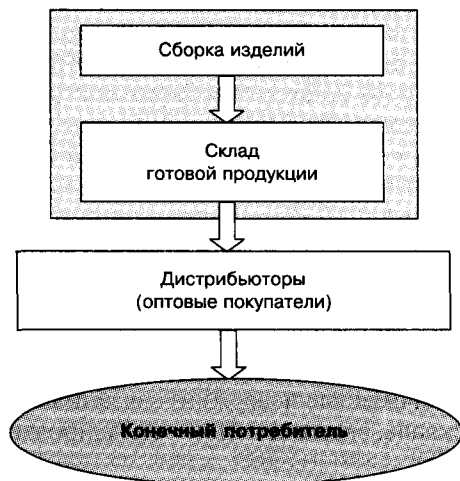 Сборка изделий
Склад
готовой продукции
Дистрибьюторы
(оптовые покупатели)
Конечный потребитель